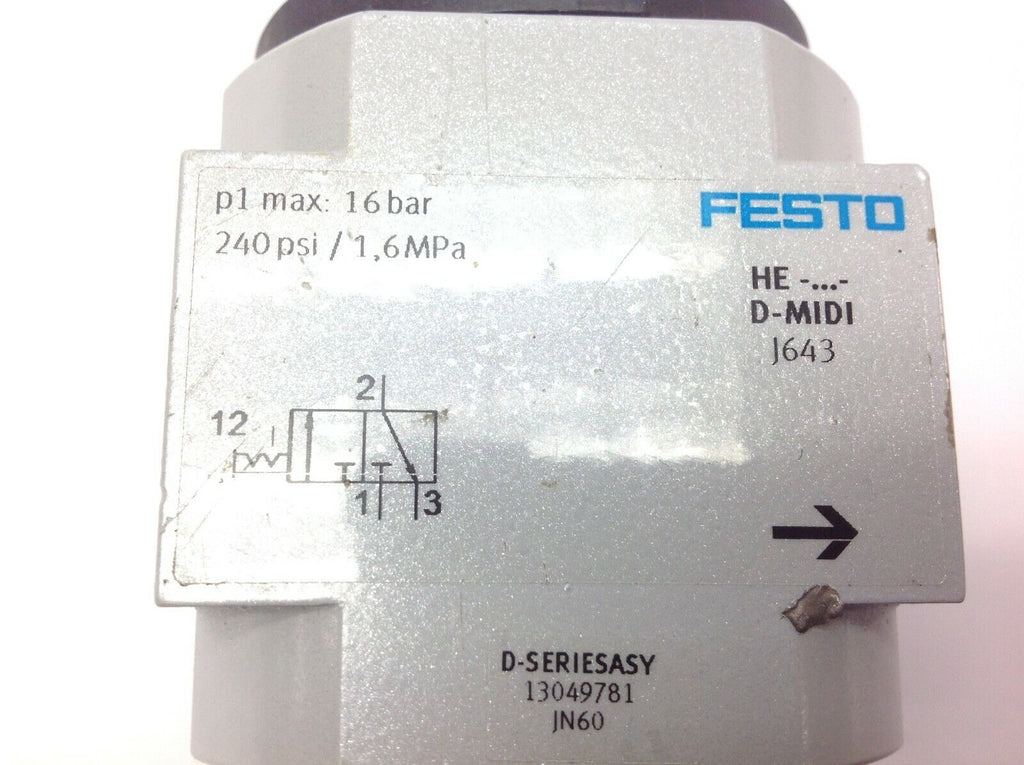 p1 max: 16 bar
240 psi / 1,6 MPa
FESTO
HE -...-
D-MIDI
J643
2
12
1 3
D-SERIESASY
13049781
JN60